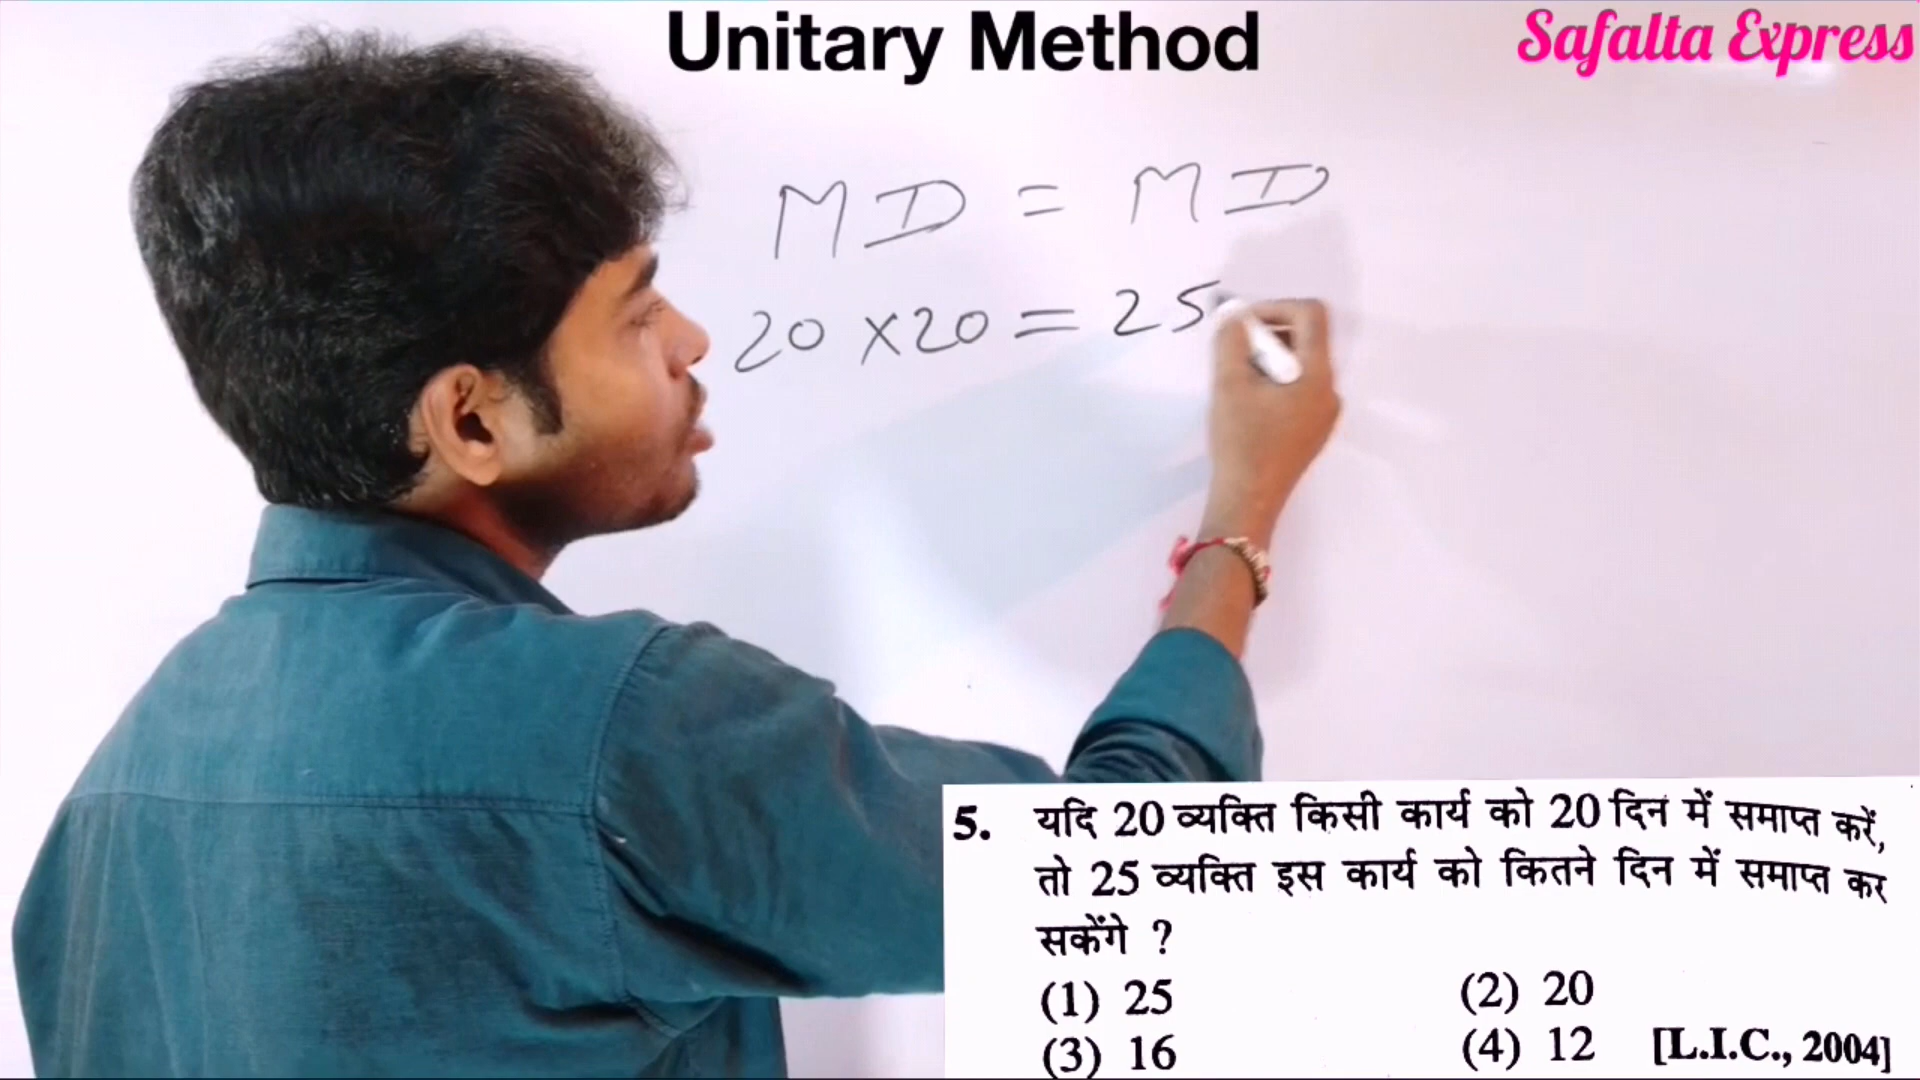 Unitary Method
Safalta Express
MD = MD
20 × 20 = 25
5. यदि 20 व्यक्ति किसी कार्य को 20 दिन में समाप्त करें,
तो 25 व्यक्ति इस कार्य को कितने दिन में समाप्त कर
सकेंगे ?
(1) 25 (2) 20
(3) 16 (4) 12 [L.I.C., 2004]